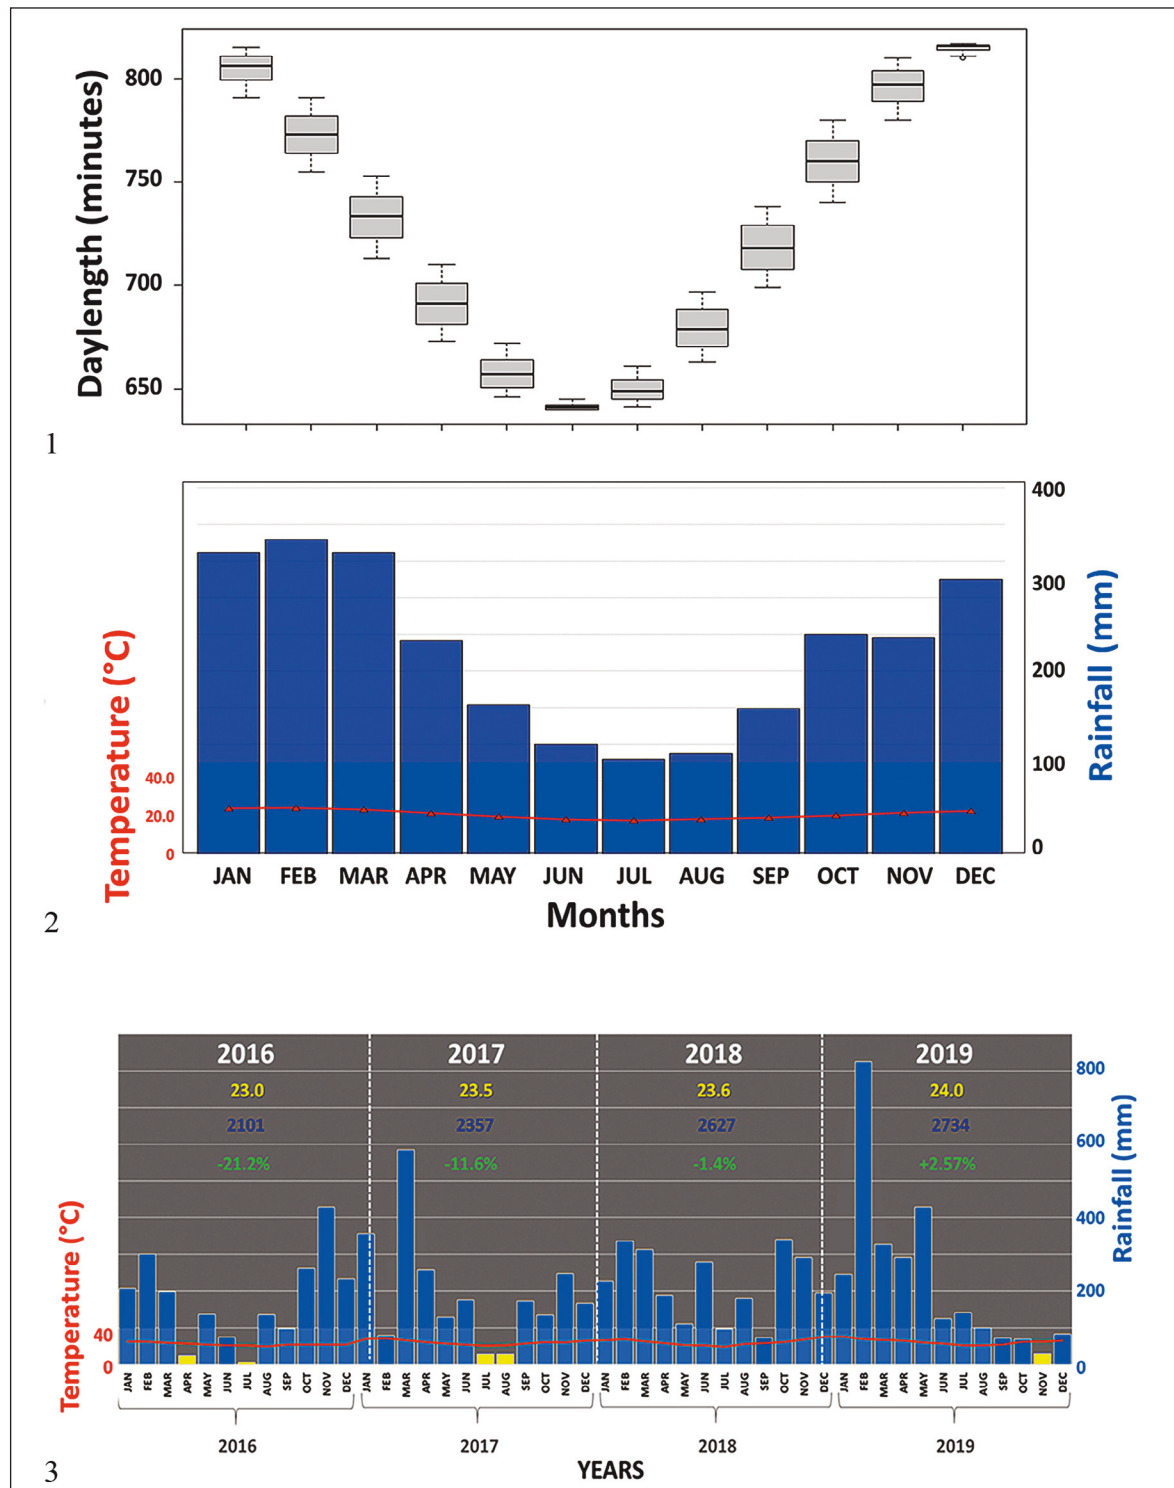 Daylength (minutes)
800
750
700
650
1
Temperature (°C)
40.0
20.0
0
400
300
200
100
0
Rainfall (mm)
JAN FEB MAR APR MAY JUN JUL AUG SEP OCT NOV DEC
Months
2
2016 2017 2018 2019
23.0 23.5 23.6 24.0
2101 2357 2627 2734
-21.2% -11.6% -1.4% +2.57%
Temperature (°C)
40
0
800
600
400
200
0
Rainfall (mm)
JAN FEB MAR APR MAY JUN JUL AUG SEP OCT NOV DEC JAN FEB MAR APR MAY JUN JUL AUG SEP OCT NOV DEC JAN FEB MAR APR MAY JUN JUL AUG SEP OCT NOV DEC JAN FEB MAR APR MAY JUN JUL AUG SEP OCT NOV DEC
2016 2017 2018 2019
YEARS
3